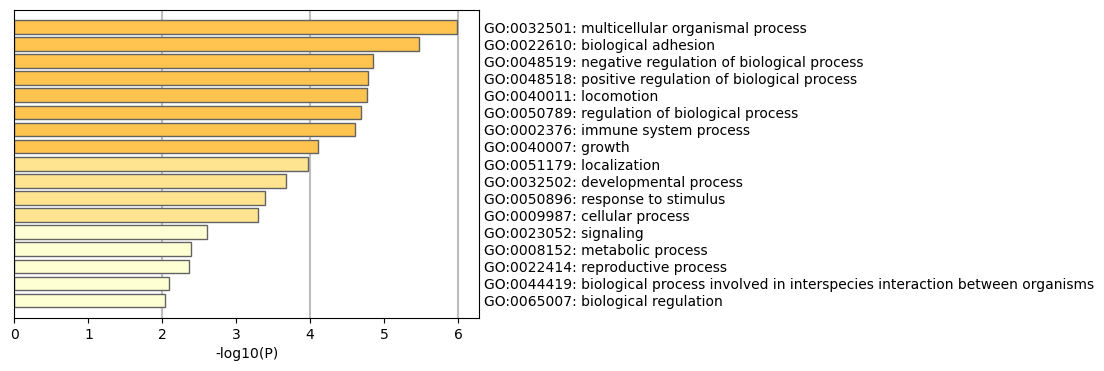 GO:0032501: multicellular organismal process
GO:0022610: biological adhesion
GO:0048519: negative regulation of biological process
GO:0048518: positive regulation of biological process
GO:0040011: locomotion
GO:0050789: regulation of biological process
GO:0002376: immune system process
GO:0040007: growth
GO:0051179: localization
GO:0032502: developmental process
GO:0050896: response to stimulus
GO:0009987: cellular process
GO:0023052: signaling
GO:0008152: metabolic process
GO:0022414: reproductive process
GO:0044419: biological process involved in interspecies interaction between organisms
GO:0065007: biological regulation
0 1 2 3 4 5 6
-log10(P)